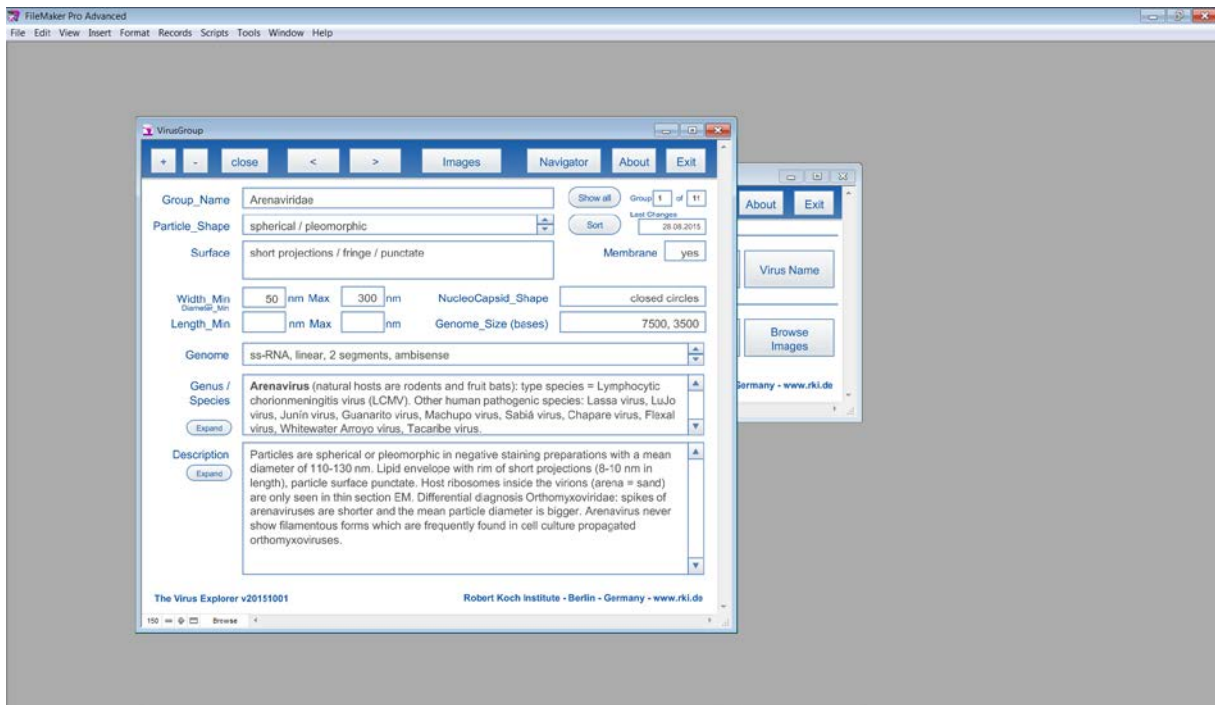 FileMaker Pro Advanced
File Edit View Insert Format Records Scripts Tools Window Help
VirusGroup
+ - close < > Images Navigator About Exit
Group_Name Arenaviridae Show all Group 1 of 11
Particle_Shape spherical / pleomorphic Sort Last Changes 28.08.2015
Surface short projections / fringe / punctate Membrane yes
Width_Min 50 nm Max 300 nm NucleoCapsid_Shape closed circles
Diameter_Min
Length_Min nm Max nm Genome_Size (bases) 7500, 3500
Genome ss-RNA, linear, 2 segments, ambisense
Genus / Species Expand
Arenavirus (natural hosts are rodents and fruit bats): type species = Lymphocytic
chorionmeningitis virus (LCMV). Other human pathogenic species: Lassa virus, LuJo
virus, Junín virus, Guanarito virus, Machupo virus, Sabiá virus, Chapare virus, Flexal
virus, Whitewater Arroyo virus, Tacaribe virus.
Description Expand
Particles are spherical or pleomorphic in negative staining preparations with a mean
diameter of 110-130 nm. Lipid envelope with rim of short projections (8-10 nm in
length), particle surface punctate. Host ribosomes inside the virions (arena = sand)
are only seen in thin section EM. Differential diagnosis Orthomyxoviridae: spikes of
arenaviruses are shorter and the mean particle diameter is bigger. Arenavirus never
show filamentous forms which are frequently found in cell culture propagated
orthomyxoviruses.
The Virus Explorer v20151001 Robert Koch Institute - Berlin - Germany - www.rki.de
150 Browse
About Exit
Virus Name
Browse
Images
Germany - www.rki.de